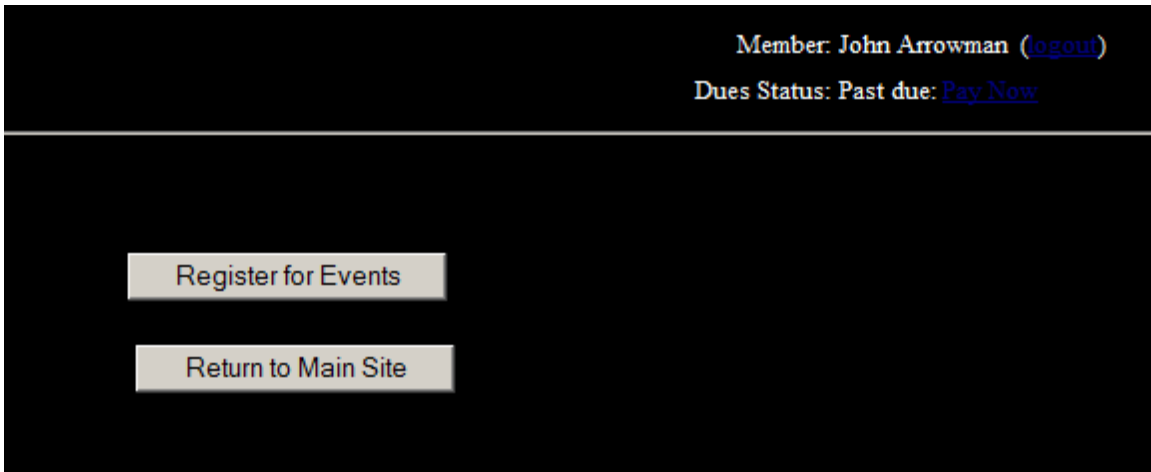 Member: John Arrowman (logout)
Dues Status: Past due: Pay Now
Register for Events
Return to Main Site